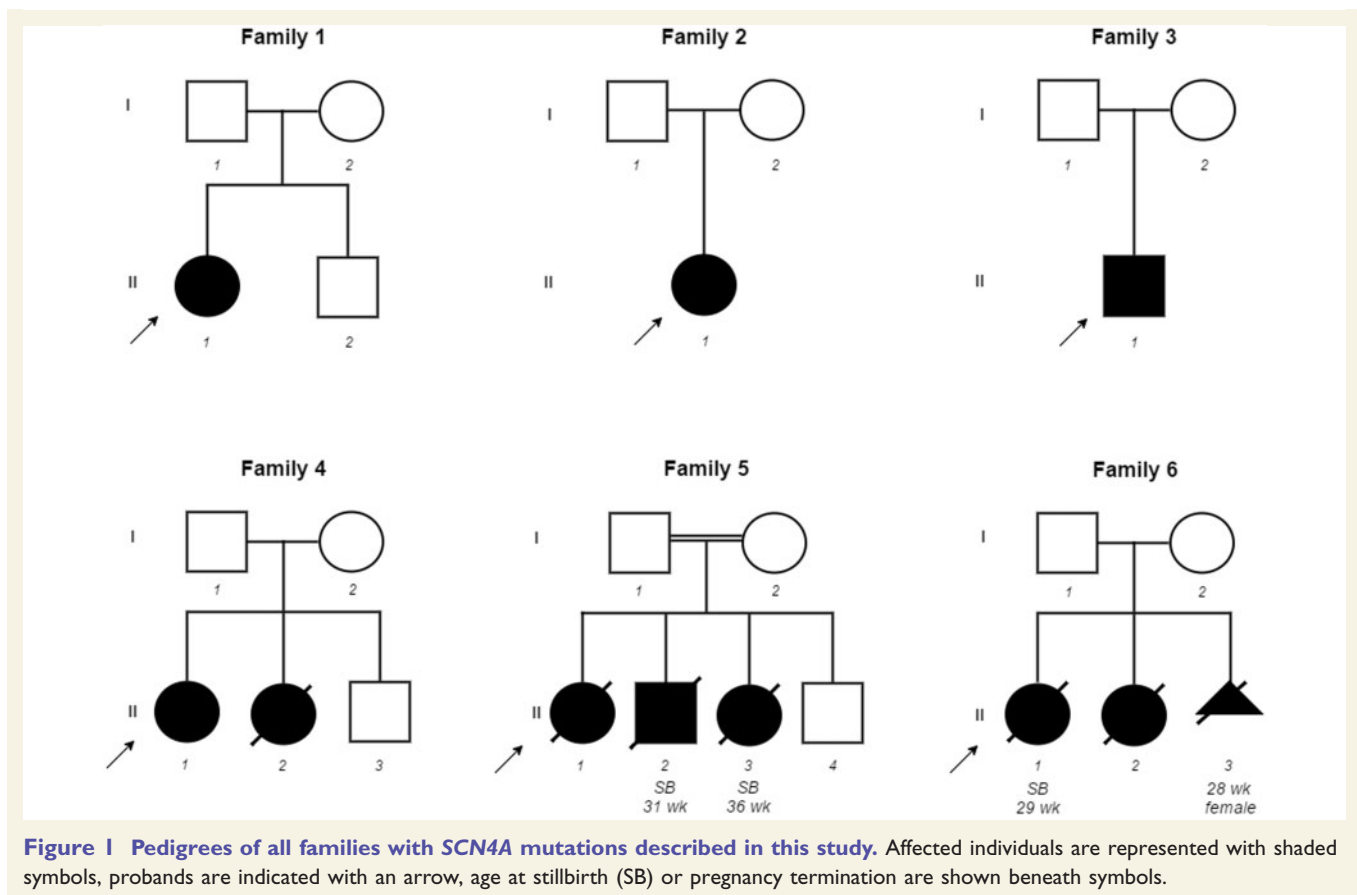 Family 1
Family 2
Family 3
I
I
I
1
2
1
2
1
2
II
II
II
1
2
1
1
Family 4
Family 5
Family 6
I
I
I
1
2
1
2
1
2
II
II
II
1
2
3
1
2
3
4
1
2
3
SB
SB
SB
28 wk
31 wk
36 wk
29 wk
female
Figure 1 Pedigrees of all families with SCN4A mutations described in this study. Affected individuals are represented with shaded
symbols, probands are indicated with an arrow, age at stillbirth (SB) or pregnancy termination are shown beneath symbols.